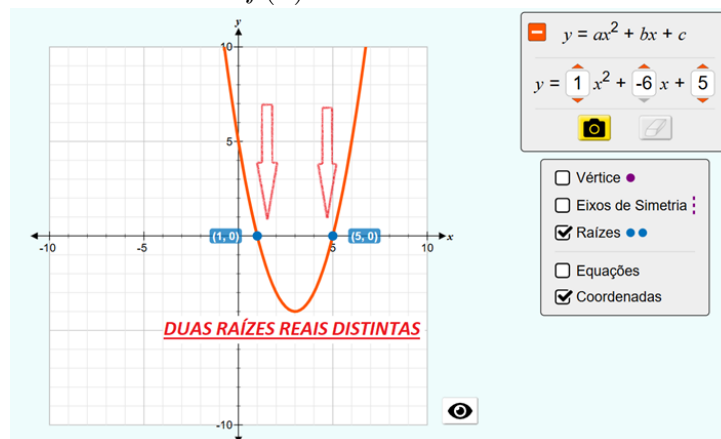 y = ax² + bx + c
y = 1 x² + -6 x + 5
y
10
5
(1, 0)
(5, 0)
x
-10
-5
10
DUAS RAÍZES REAIS DISTINTAS
-10
Vértice
Eixos de Simetria
Raízes
Equações
Coordenadas